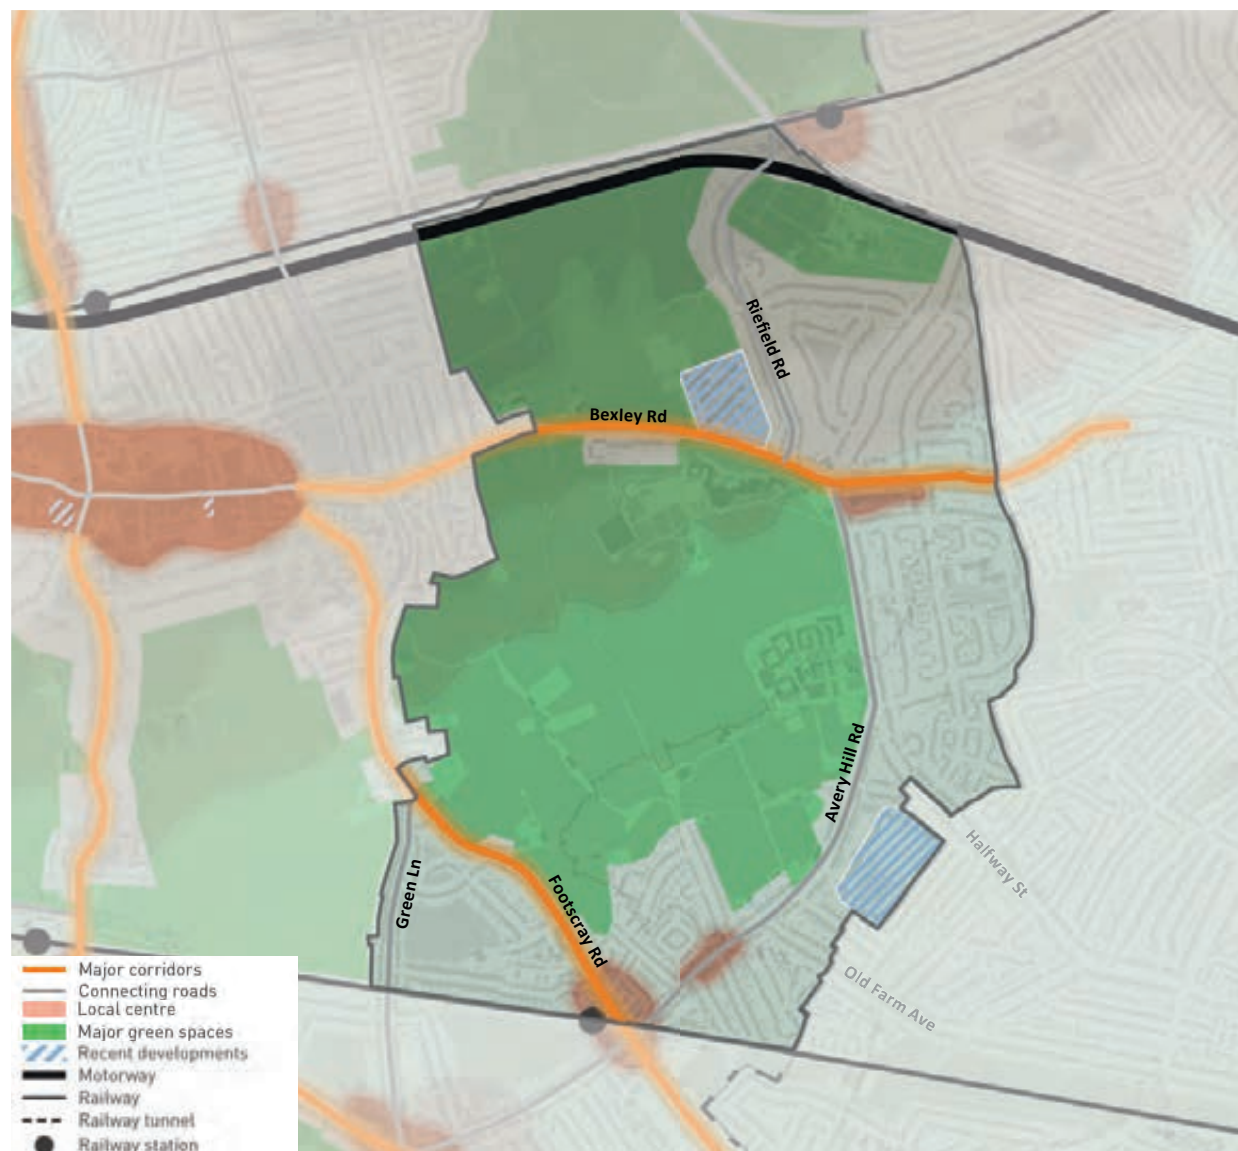 Riefield Rd
Bexley Rd
Avery Hill Rd
Halfway St
Green Ln
Footscray Rd
Old Farm Ave
Major corridors
Connecting roads
Local centre
Major green spaces
Recent developments
Motorway
Railway
Railway tunnel
Railway station